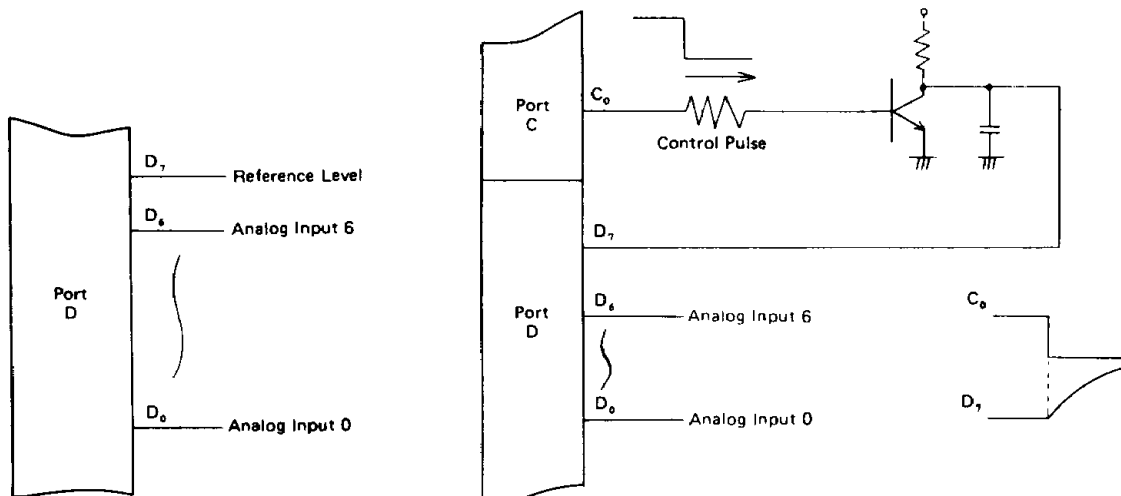 Port
D
D₇
Reference Level
D₆
Analog Input 6
D₀
Analog Input 0
Port
C
C₀
Control Pulse
Port
D
D₇
D₆
Analog Input 6
D₀
Analog Input 0
C₀
D₇